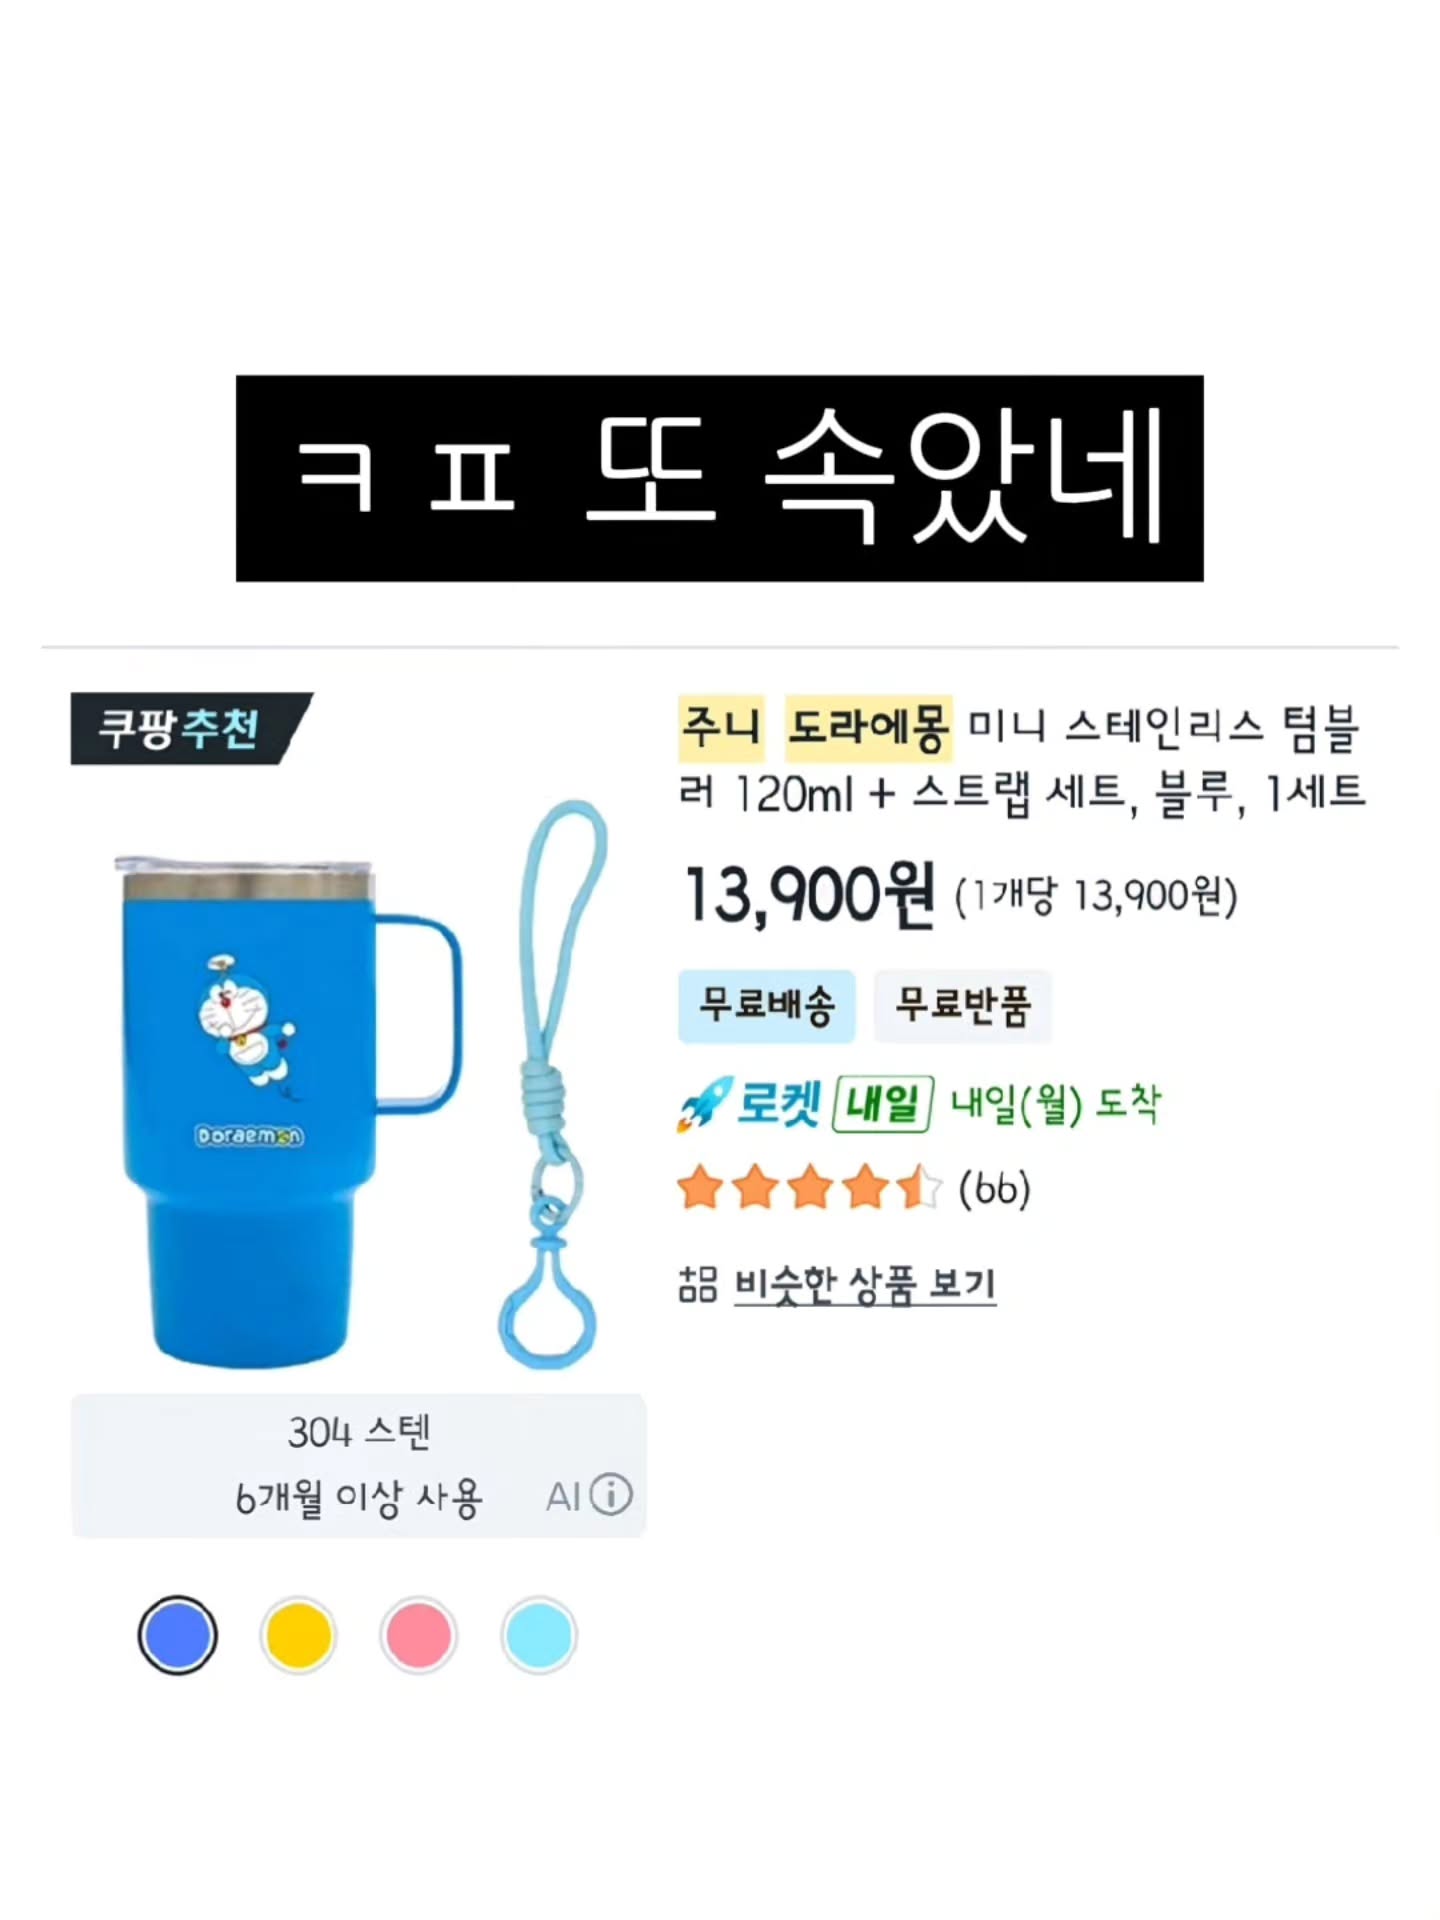 ㅋㅍ 또 속았네
쿠팡추천
주니 도라에몽 미니 스테인리스 텀블
러 120ml + 스트랩 세트, 블루, 1세트
13,900원 (1개당 13,900원)
무료배송 무료반품
로켓 내일 내일(월) 도착
(66)
비슷한 상품 보기
Doraemon
304 스텐
6개월 이상 사용 AI